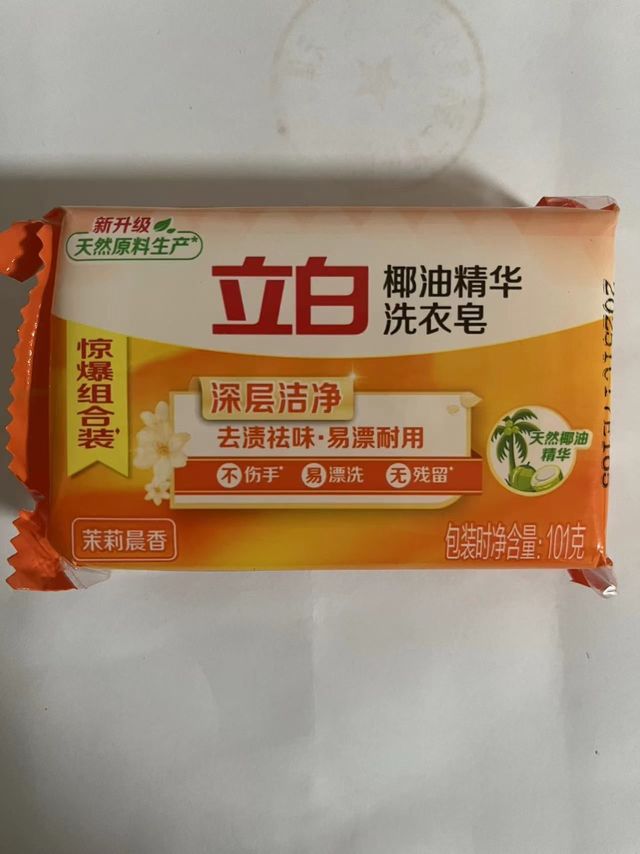 新升级
天然原料生产*
立白
椰油精华
洗衣皂
惊爆组合装
深层洁净
去渍祛味·易漂耐用
不伤手* 易漂洗 无残留*
天然椰油
精华
茉莉晨香
包装时净含量：101克